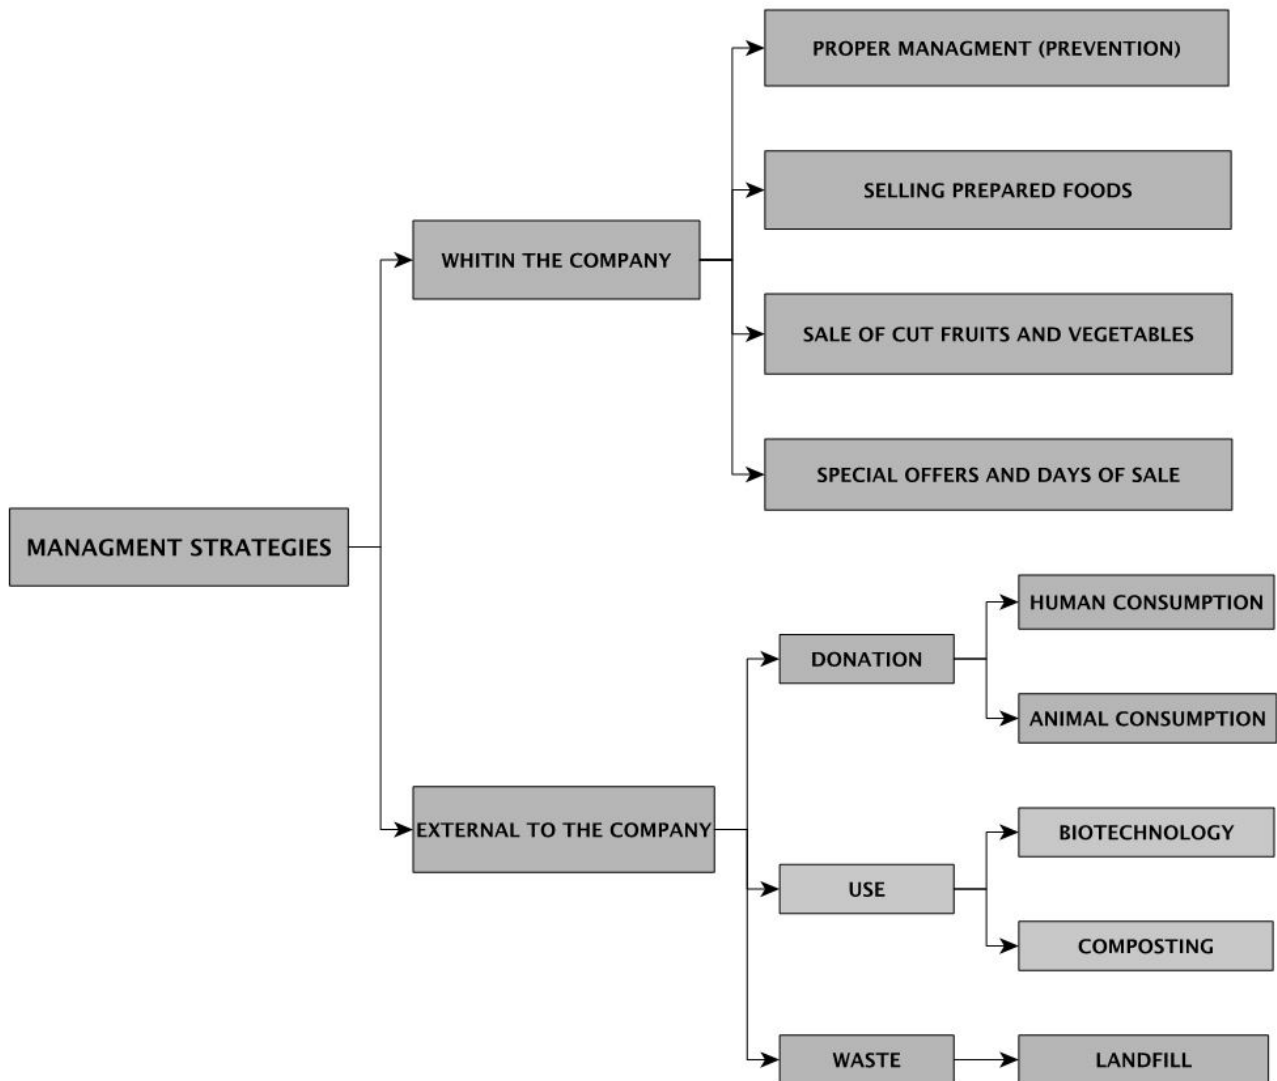 PROPER MANAGMENT (PREVENTION)
SELLING PREPARED FOODS
WHITIN THE COMPANY
SALE OF CUT FRUITS AND VEGETABLES
SPECIAL OFFERS AND DAYS OF SALE
MANAGMENT STRATEGIES
HUMAN CONSUMPTION
DONATION
ANIMAL CONSUMPTION
EXTERNAL TO THE COMPANY
BIOTECHNOLOGY
USE
COMPOSTING
WASTE
LANDFILL